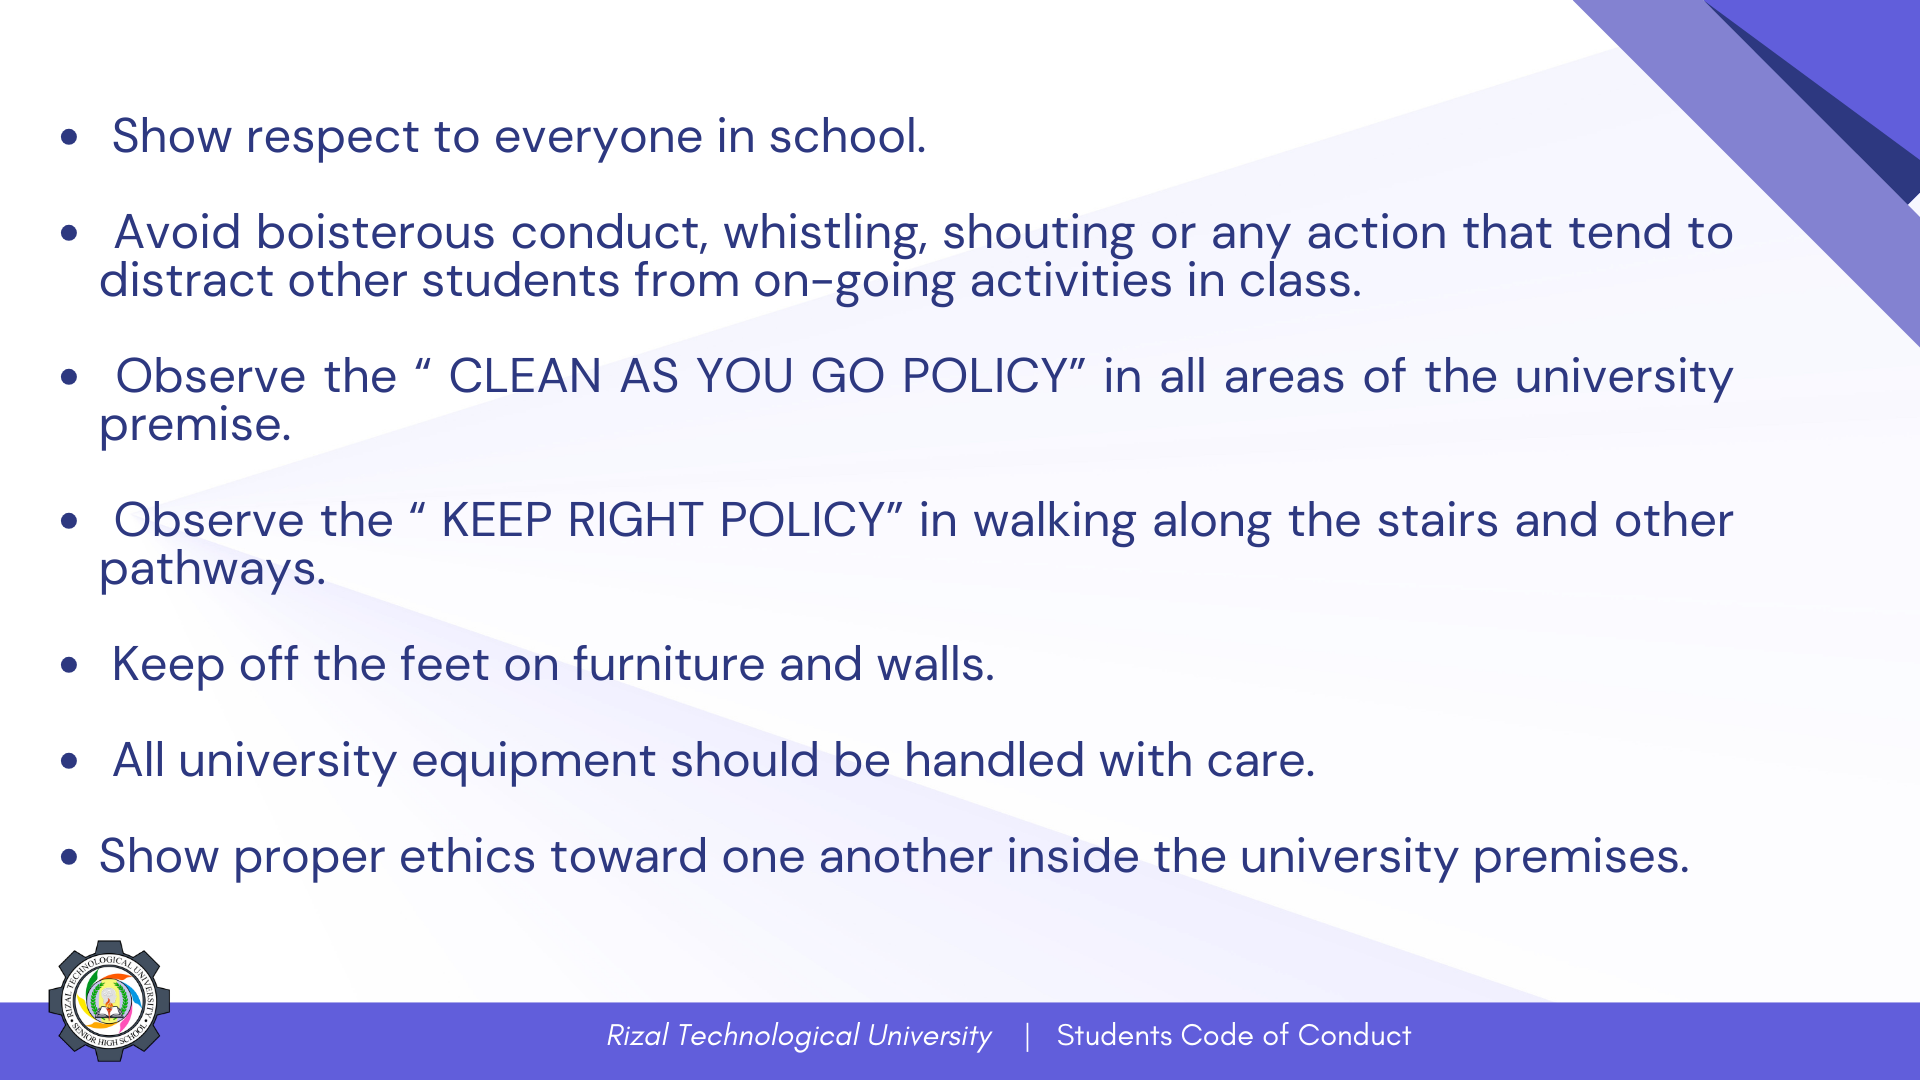 • Show respect to everyone in school.
• Avoid boisterous conduct, whistling, shouting or any action that tend to
distract other students from on-going activities in class.
• Observe the “ CLEAN AS YOU GO POLICY” in all areas of the university
premise.
• Observe the “ KEEP RIGHT POLICY” in walking along the stairs and other
pathways.
• Keep off the feet on furniture and walls.
• All university equipment should be handled with care.
• Show proper ethics toward one another inside the university premises.
RIZAL TECHNOLOGICAL UNIVERSITY
• SENIOR HIGH SCHOOL •
Rizal Technological University | Students Code of Conduct